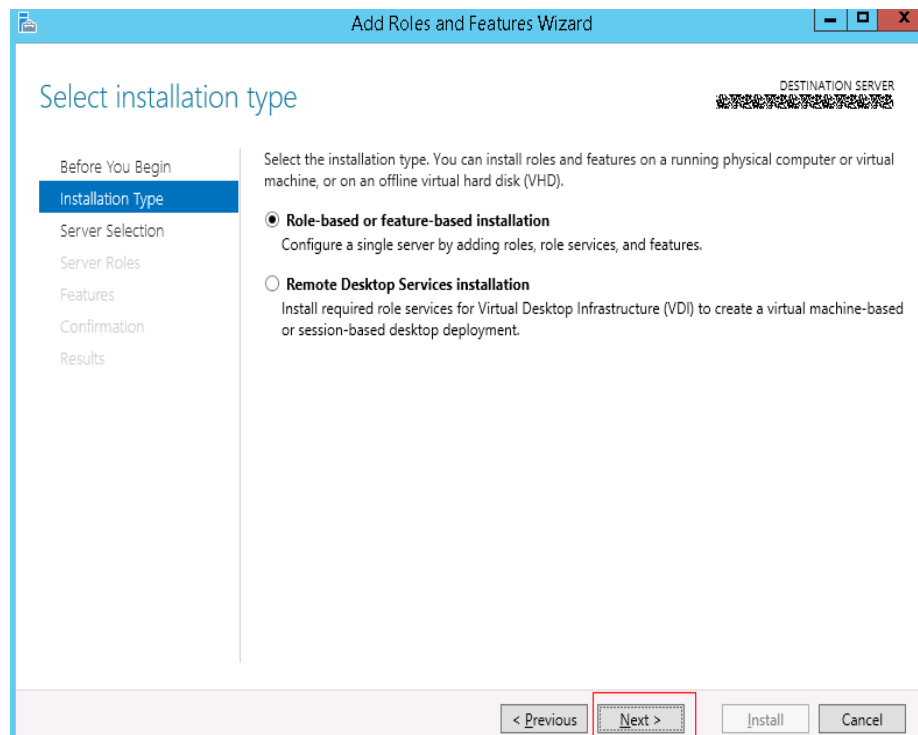 Add Roles and Features Wizard
Select installation type
DESTINATION SERVER
Before You Begin
Installation Type
Server Selection
Server Roles
Features
Confirmation
Results
Select the installation type. You can install roles and features on a running physical computer or virtual
machine, or on an offline virtual hard disk (VHD).
Role-based or feature-based installation
Configure a single server by adding roles, role services, and features.
Remote Desktop Services installation
Install required role services for Virtual Desktop Infrastructure (VDI) to create a virtual machine-based
or session-based desktop deployment.
< Previous
Next >
Install
Cancel